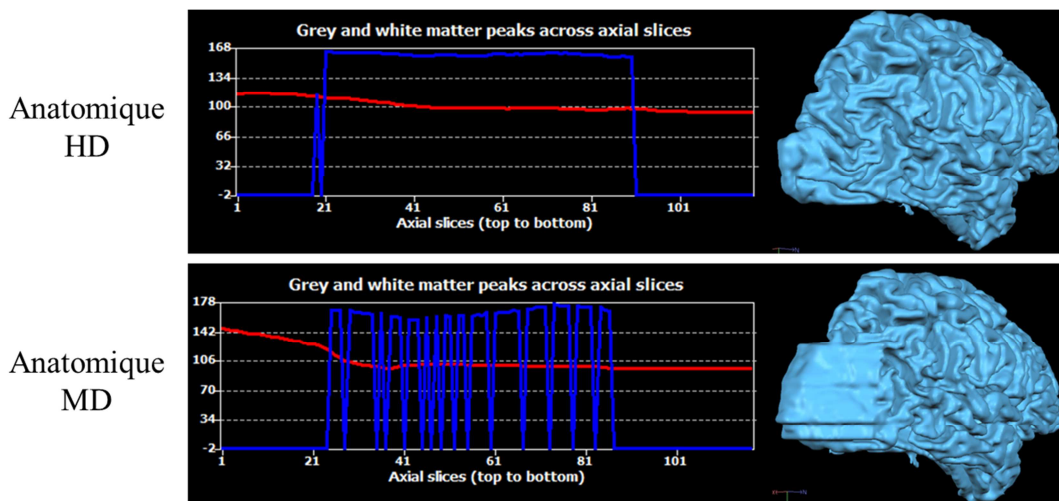 Anatomique
HD
Grey and white matter peaks across axial slices
168
134
100
66
32
-2
1 21 41 61 81 101
Axial slices (top to bottom)
Anatomique
MD
Grey and white matter peaks across axial slices
178
142
106
70
34
-2
1 21 41 61 81 101
Axial slices (top to bottom)